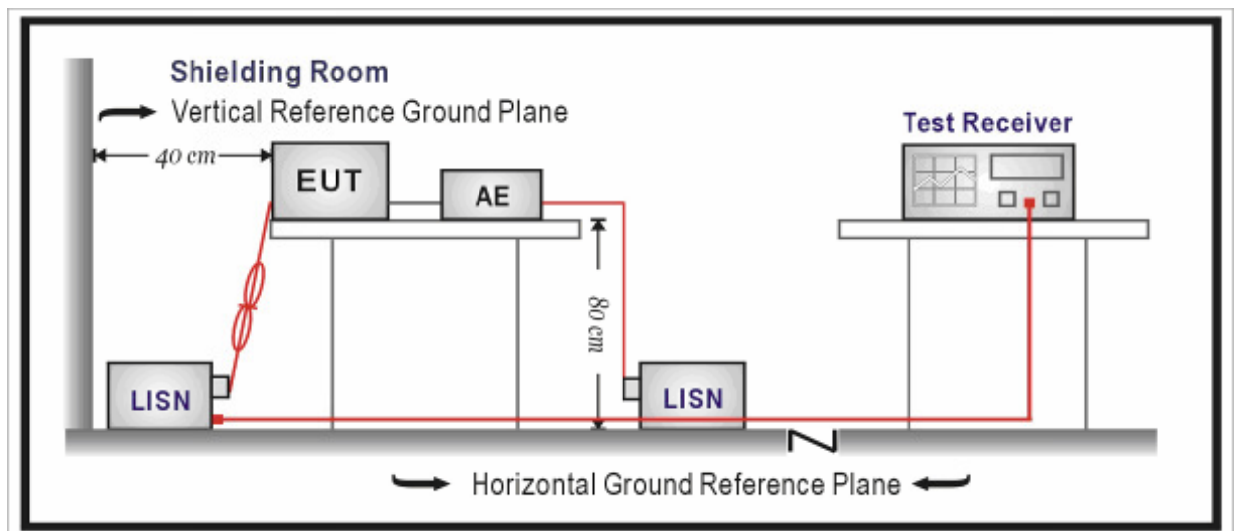 Shielding Room
Vertical Reference Ground Plane
Test Receiver
40 cm
EUT
AE
80 cm
LISN
LISN
Horizontal Ground Reference Plane